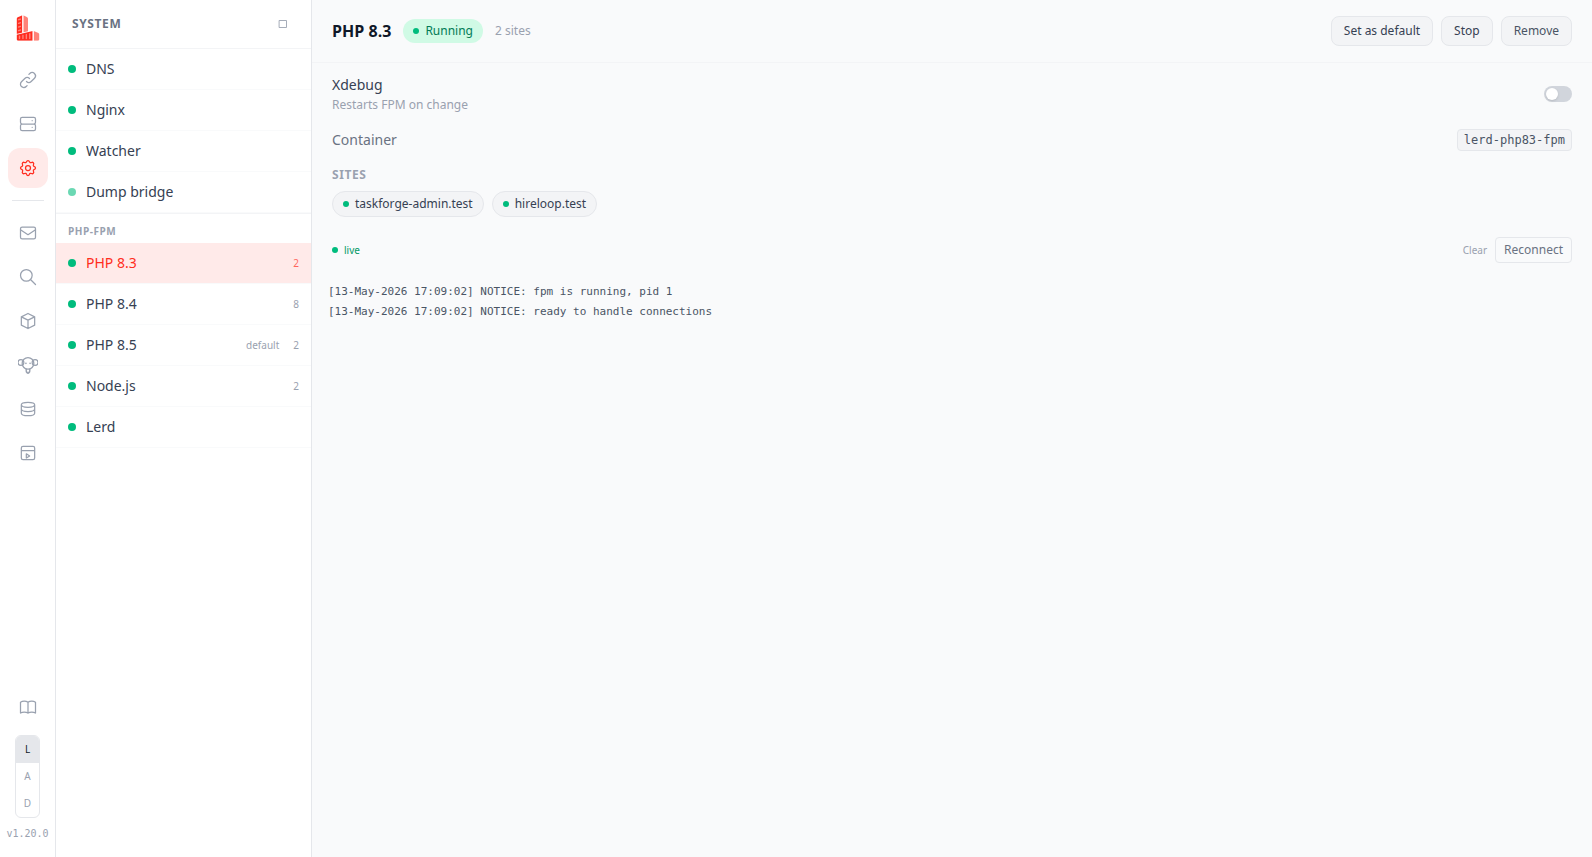 SYSTEM
DNS
Nginx
Watcher
Dump bridge
PHP-FPM
PHP 8.3 2
PHP 8.4 8
PHP 8.5 default 2
Node.js 2
Lerd
L
A
D
v1.20.0
PHP 8.3 Running 2 sites Set as default Stop Remove
Xdebug
Restarts FPM on change
Container lerd-php83-fpm
SITES
taskforge-admin.test hireloop.test
live Clear Reconnect
[13-May-2026 17:09:02] NOTICE: fpm is running, pid 1
[13-May-2026 17:09:02] NOTICE: ready to handle connections